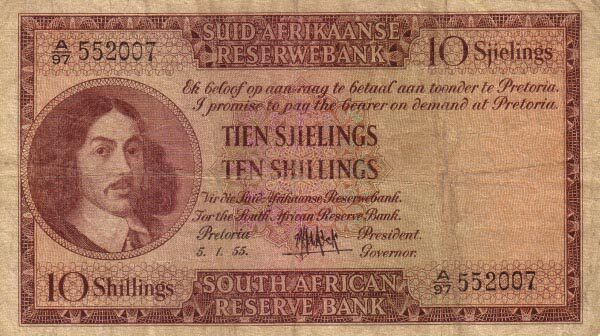 A/97 552007
SUID-AFRIKAANSE
RESERWEBANK
10 Sjielings
Ek beloof op aanvraag te betaal aan toonder te Pretoria.
I promise to pay the bearer on demand at Pretoria.
TIEN SJIELINGS
TEN SHILLINGS
Vir die Suid-Afrikaanse Reserwebank.
For the South African Reserve Bank.
Pretoria President.
5. 1. 55. Governor.
10 Shillings
SOUTH AFRICAN
RESERVE BANK
A/97 552007